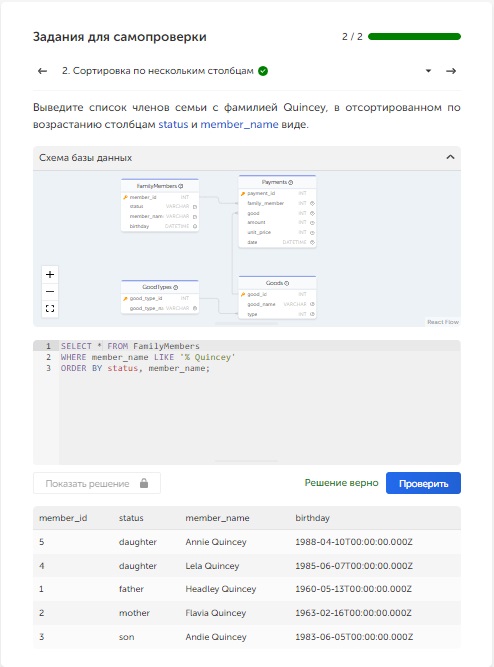 Задания для самопроверки
2 / 2
2. Сортировка по нескольким столбцам
Выведите список членов семьи с фамилией Quincey, в отсортированном по
возрастанию столбцам status и member_name виде.
Схема базы данных
FamilyMembers
member_id INT
status VARCHAR
member_nam VARCHAR
birthday DATETIME
Payments
payment_id INT
family_member INT
good INT
amount INT
unit_price INT
date DATETIME
GoodTypes
good_type_id INT
good_type_n VARCHAR
Goods
good_id INT
good_name VARCHAR
type INT
React Flow
1 SELECT * FROM FamilyMembers
2 WHERE member_name LIKE '% Quincey'
3 ORDER BY status, member_name;
Показать решение
Решение верно
Проверить
member_id status member_name birthday
5 daughter Annie Quincey 1988-04-10T00:00:00.000Z
4 daughter Lela Quincey 1985-06-07T00:00:00.000Z
1 father Headley Quincey 1960-05-13T00:00:00.000Z
2 mother Flavia Quincey 1963-02-16T00:00:00.000Z
3 son Andie Quincey 1983-06-05T00:00:00.000Z